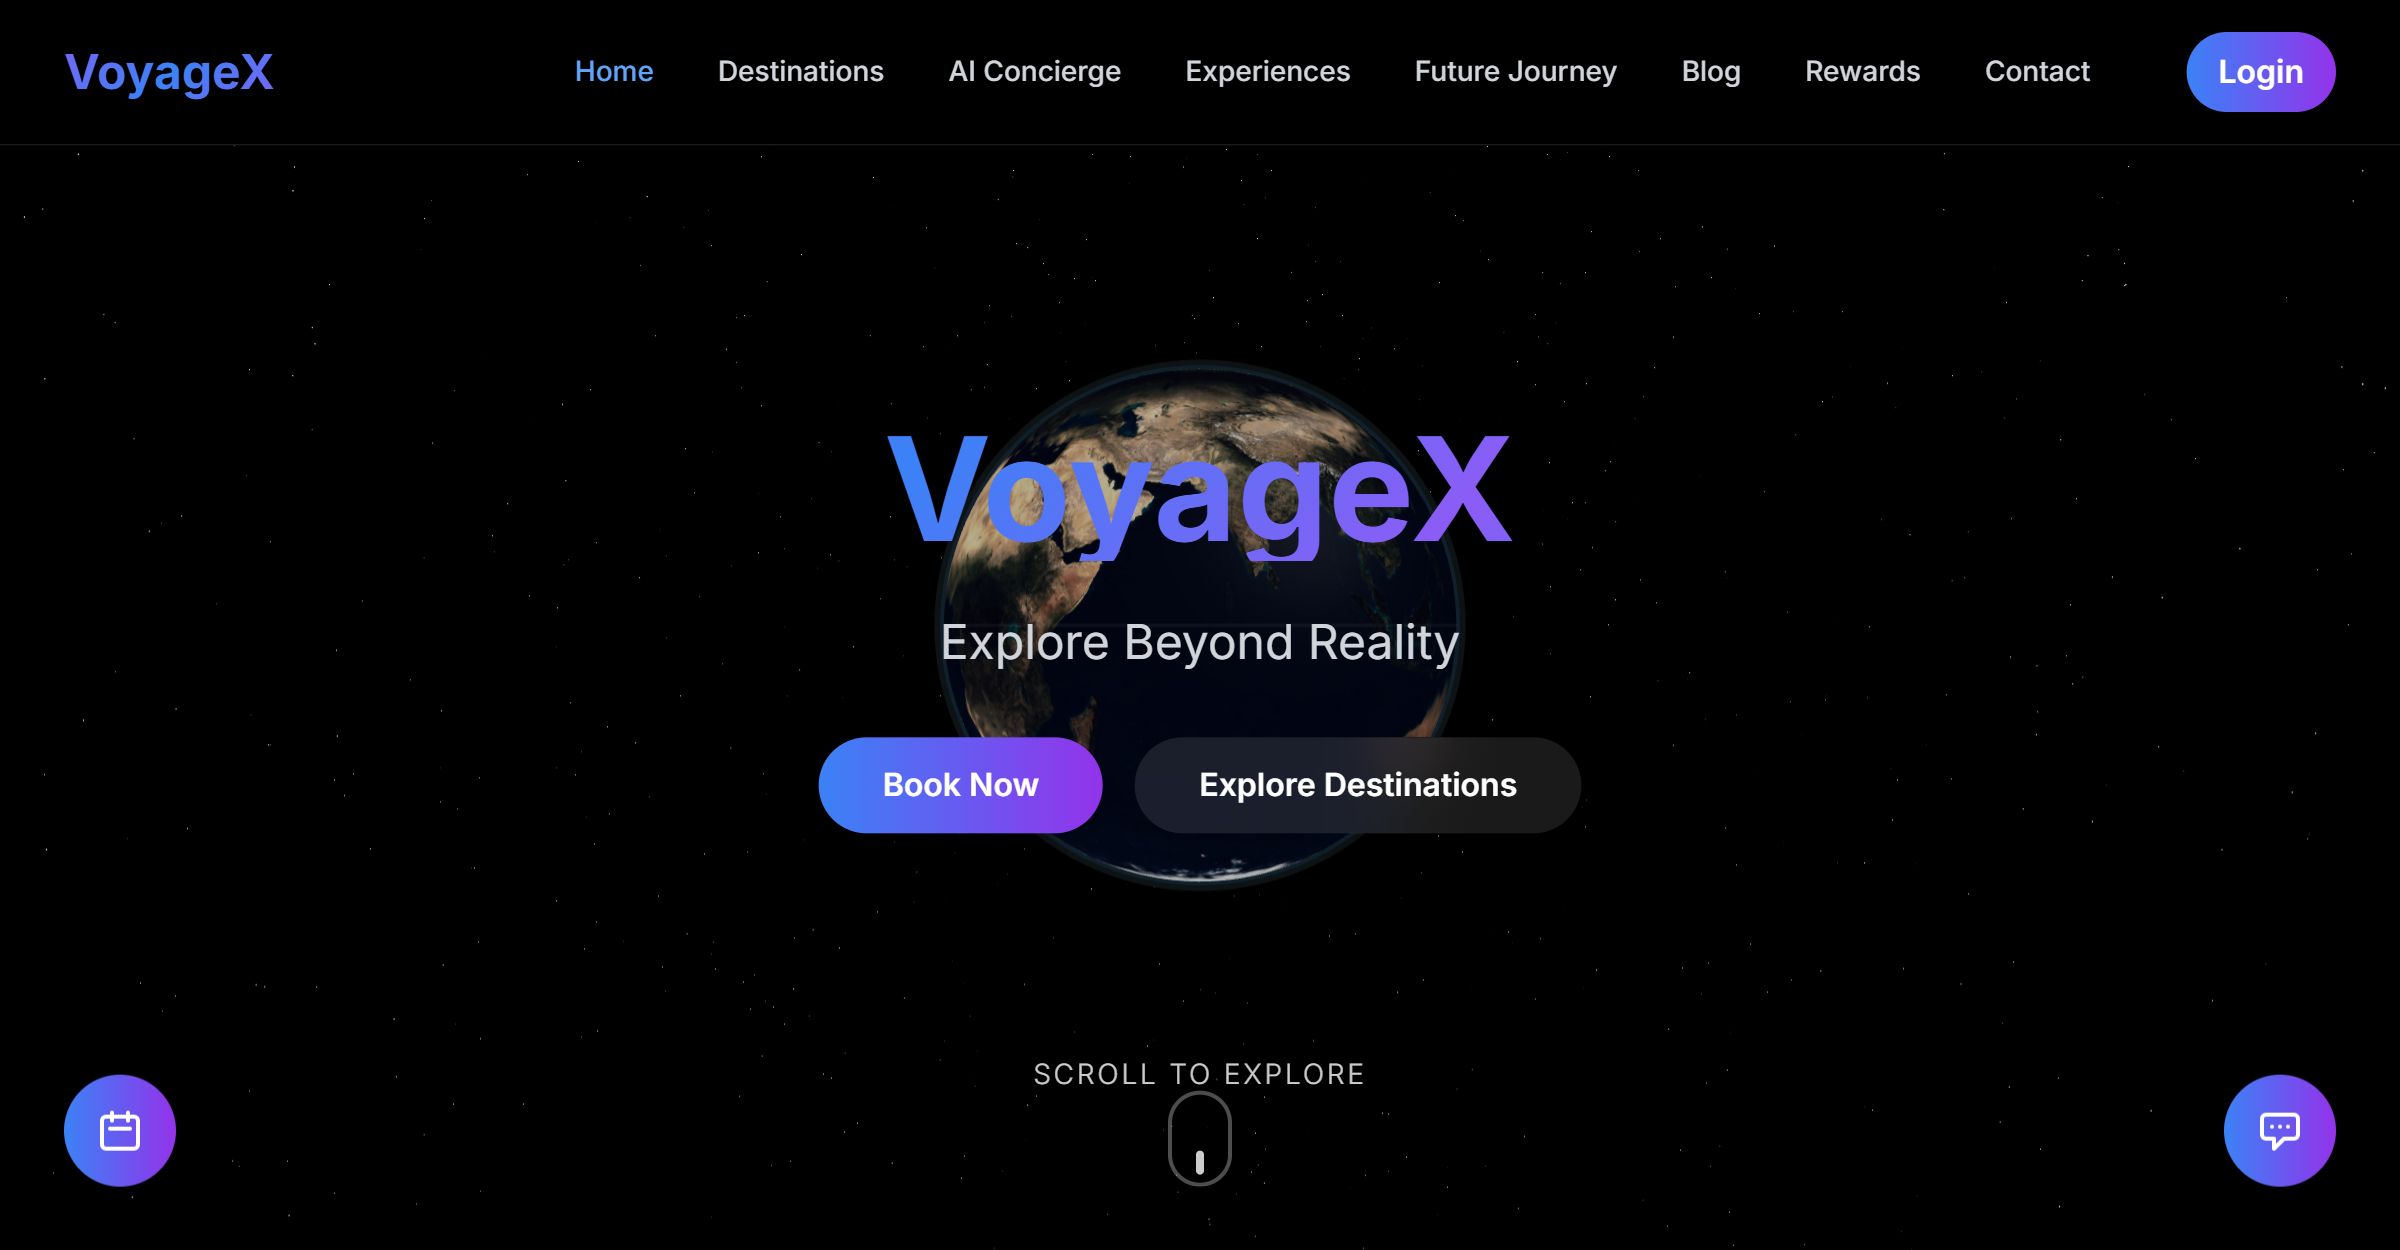 VoyageX
Home Destinations AI Concierge Experiences Future Journey Blog Rewards Contact Login
VoyageX
Explore Beyond Reality
Book Now Explore Destinations
SCROLL TO EXPLORE